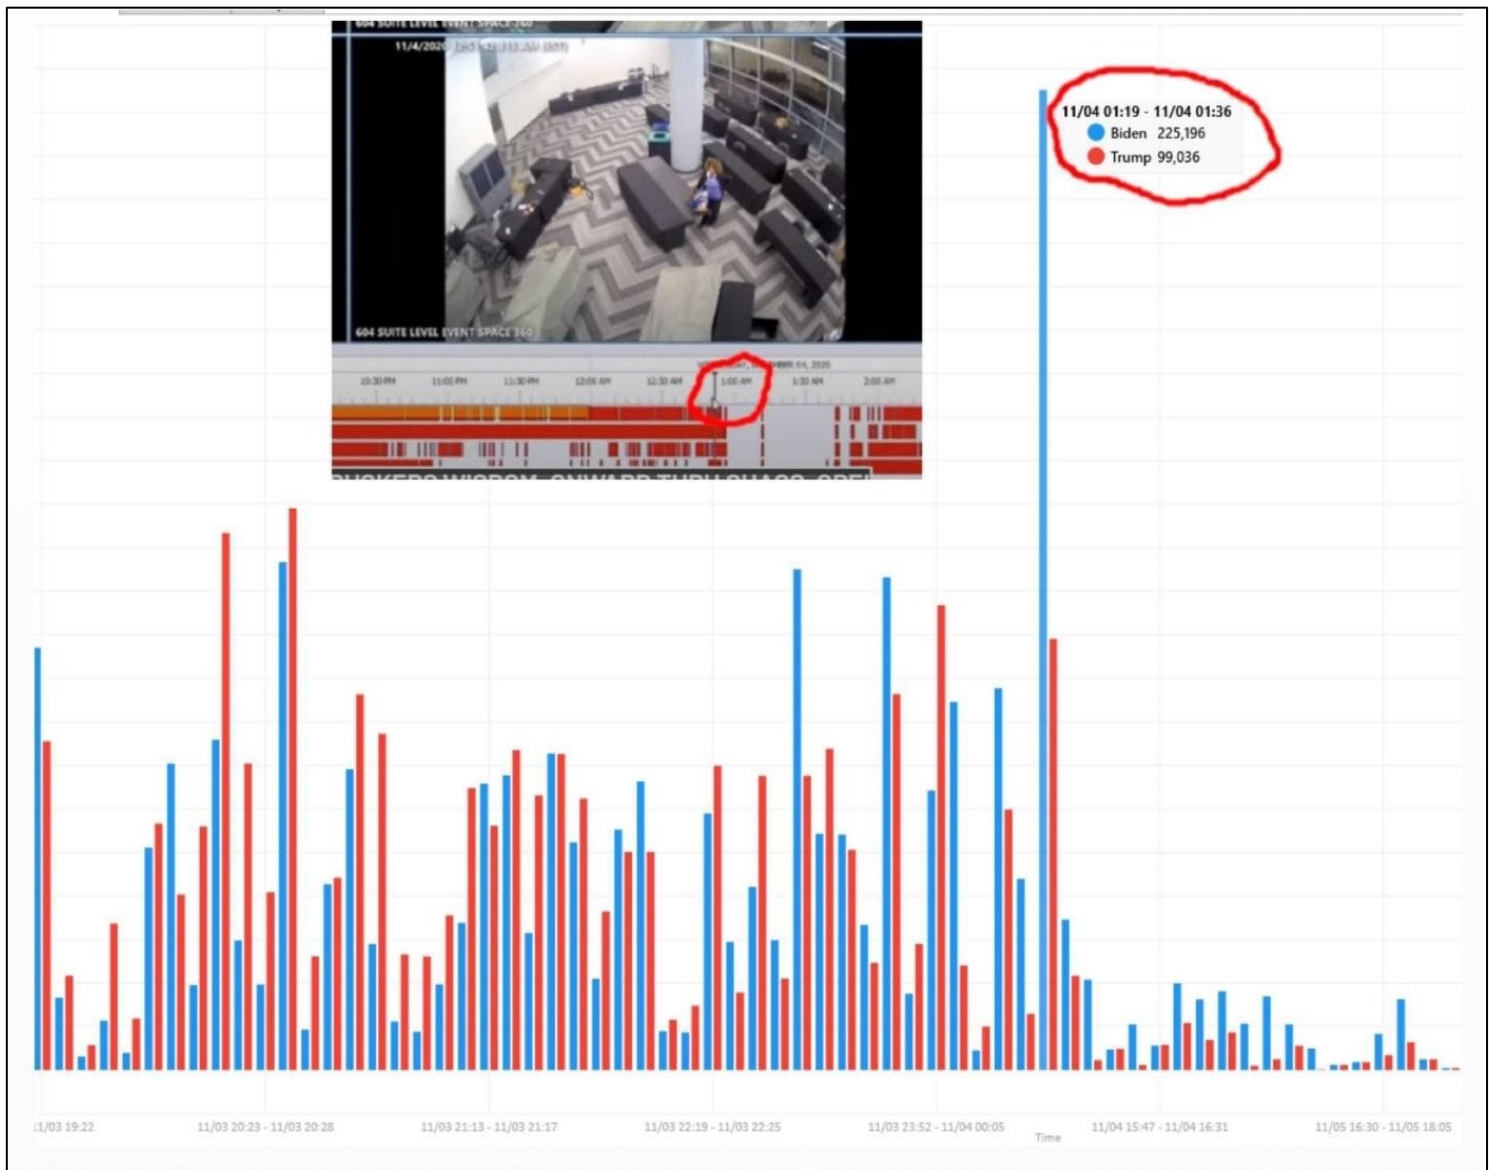 604 SUITE LEVEL EVENT SPACE 360
11/4/2020
604 SUITE LEVEL EVENT SPACE 360
10:30 PM 11:00 PM 11:30 PM 12:00 AM 12:30 AM 1:00 AM 1:30 AM 2:00 AM
11/04 01:19 - 11/04 01:36
Biden 225,196
Trump 99,036
11/03 19:22 11/03 20:23 - 11/03 20:28 11/03 21:13 - 11/03 21:17 11/03 22:19 - 11/03 22:25 11/03 23:52 - 11/04 00:05 11/04 15:47 - 11/04 16:31 11/05 16:30 - 11/05 18:05
Time